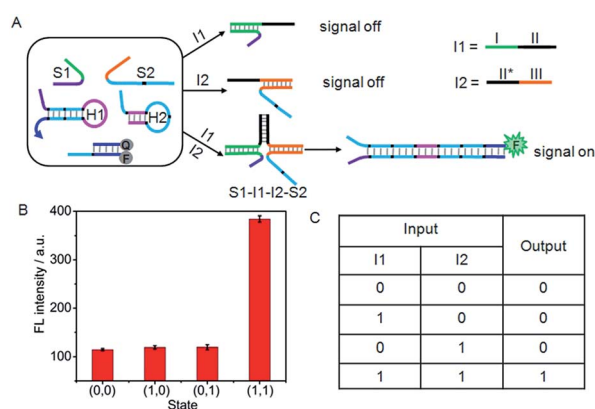 A
S1
S2
H1
H2
Q
F
I1
signal off
I2
signal off
I1
I2
S1-I1-I2-S2
I1 =
I
II
I2 =
II*
III
F
signal on
B
FL intensity / a.u.
400
300
200
100
(0,0) (1,0) (0,1) (1,1)
State
C
Input Output
I1 I2
0 0 0
1 0 0
0 1 0
1 1 1